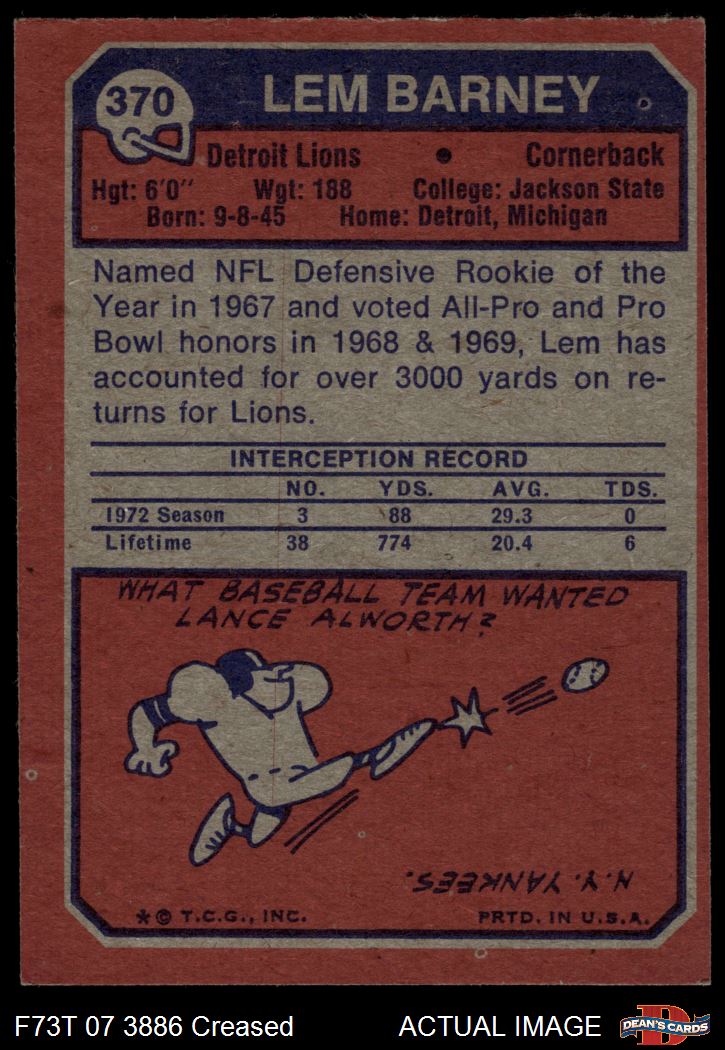 370
LEM BARNEY
Detroit Lions • Cornerback
Hgt: 6'0" Wgt: 188 College: Jackson State
Born: 9-8-45 Home: Detroit, Michigan
Named NFL Defensive Rookie of the
Year in 1967 and voted All-Pro and Pro
Bowl honors in 1968 & 1969, Lem has
accounted for over 3000 yards on re-
turns for Lions.
INTERCEPTION RECORD
NO. YDS. AVG. TDS.
1972 Season 3 88 29.3 0
Lifetime 38 774 20.4 6
WHAT BASEBALL TEAM WANTED
LANCE ALWORTH?
N.Y. YANKEES.
* © T.C.G., INC. PRTD. IN U.S.A.
F73T 07 3886 Creased ACTUAL IMAGE
D
DEAN'S CARDS